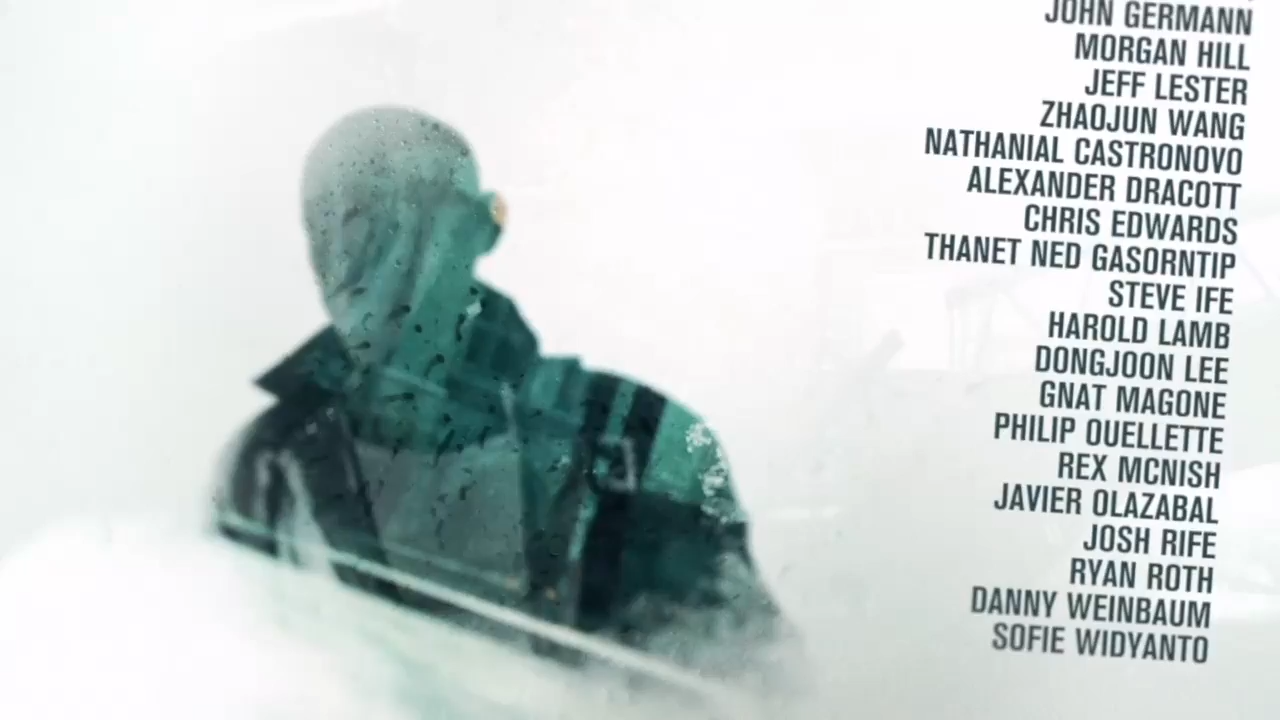 JOHN GERMANN
MORGAN HILL
JEFF LESTER
ZHAOJUN WANG
NATHANIAL CASTRONOVO
ALEXANDER DRACOTT
CHRIS EDWARDS
THANET NED GASORNTIP
STEVE IFE
HAROLD LAMB
DONGJOON LEE
GNAT MAGONE
PHILIP OUELLETTE
REX MCNISH
JAVIER OLAZABAL
JOSH RIFE
RYAN ROTH
DANNY WEINBAUM
SOFIE WIDYANTO